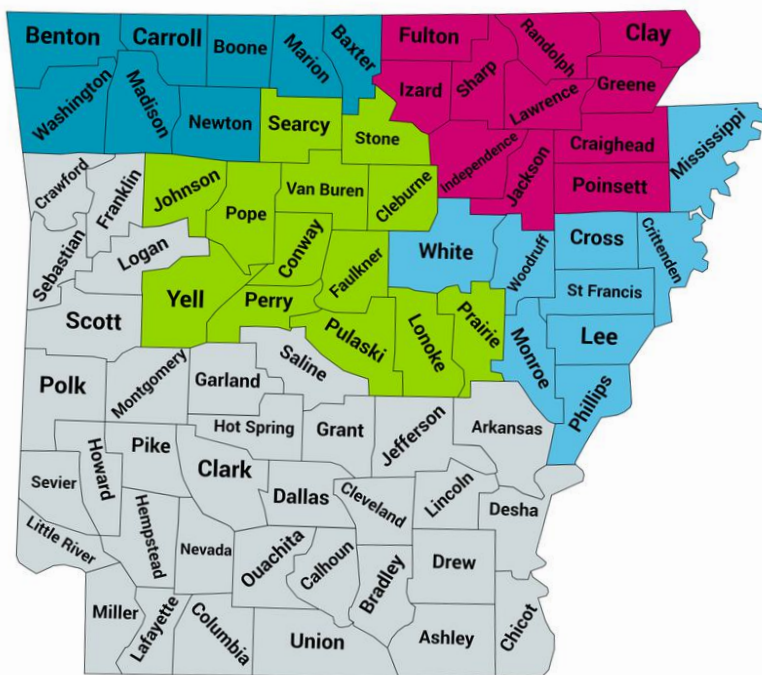 Benton
Carroll
Boone
Marion
Baxter
Fulton
Randolph
Clay
Washington
Madison
Newton
Searcy
Stone
Izard
Sharp
Lawrence
Greene
Independence
Jackson
Craighead
Poinsett
Mississippi
Crawford
Franklin
Johnson
Pope
Van Buren
Cleburne
Sebastian
Logan
Conway
Faulkner
White
Woodruff
Cross
Crittenden
St Francis
Scott
Yell
Perry
Pulaski
Lonoke
Prairie
Monroe
Lee
Phillips
Polk
Montgomery
Garland
Saline
Hot Spring
Grant
Jefferson
Arkansas
Sevier
Howard
Pike
Clark
Dallas
Cleveland
Lincoln
Desha
Little River
Hempstead
Nevada
Ouachita
Calhoun
Bradley
Drew
Chicot
Miller
Lafayette
Columbia
Union
Ashley